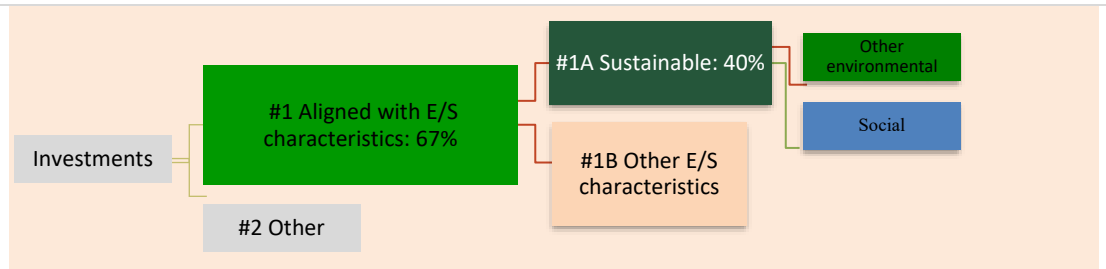 Investments
#1 Aligned with E/S
characteristics: 67%
#2 Other
#1A Sustainable: 40%
#1B Other E/S
characteristics
Other
environmental
Social